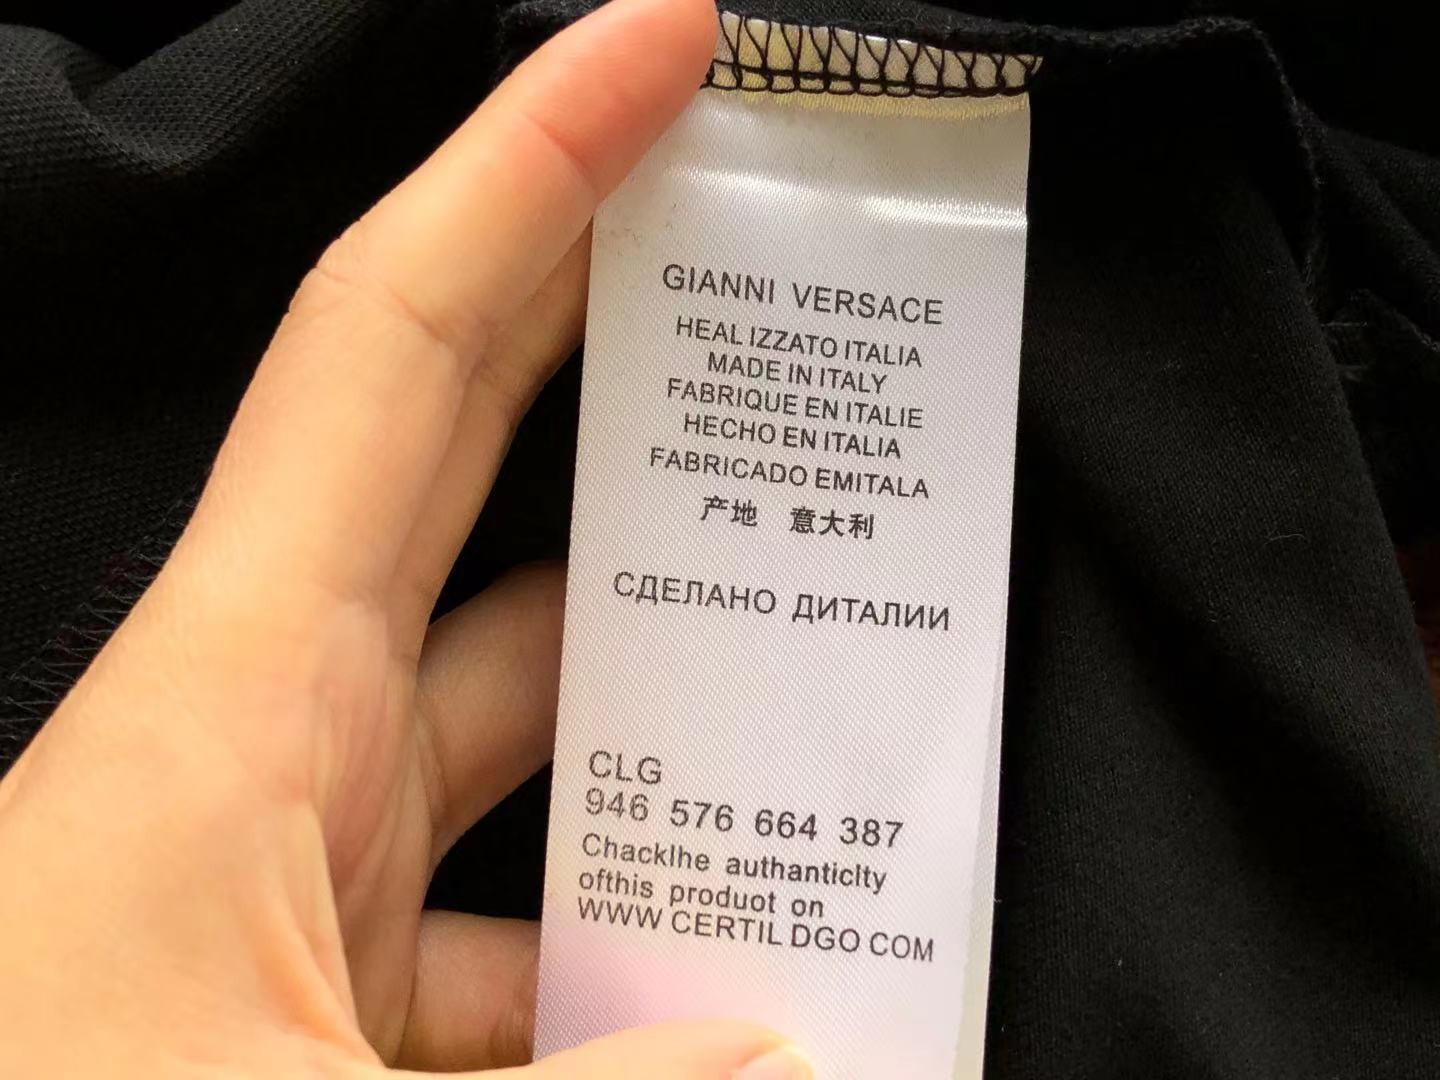 GIANNI VERSACE
HEAL IZZATO ITALIA
MADE IN ITALY
FABRIQUE EN ITALIE
HECHO EN ITALIA
FABRICADO EMITALA
产地 意大利
СДЕЛАНО ДИТАЛИИ
CLG
946 576 664 387
Chacklhe authanticlty
ofthis produot on
WWW CERTIL DGO COM